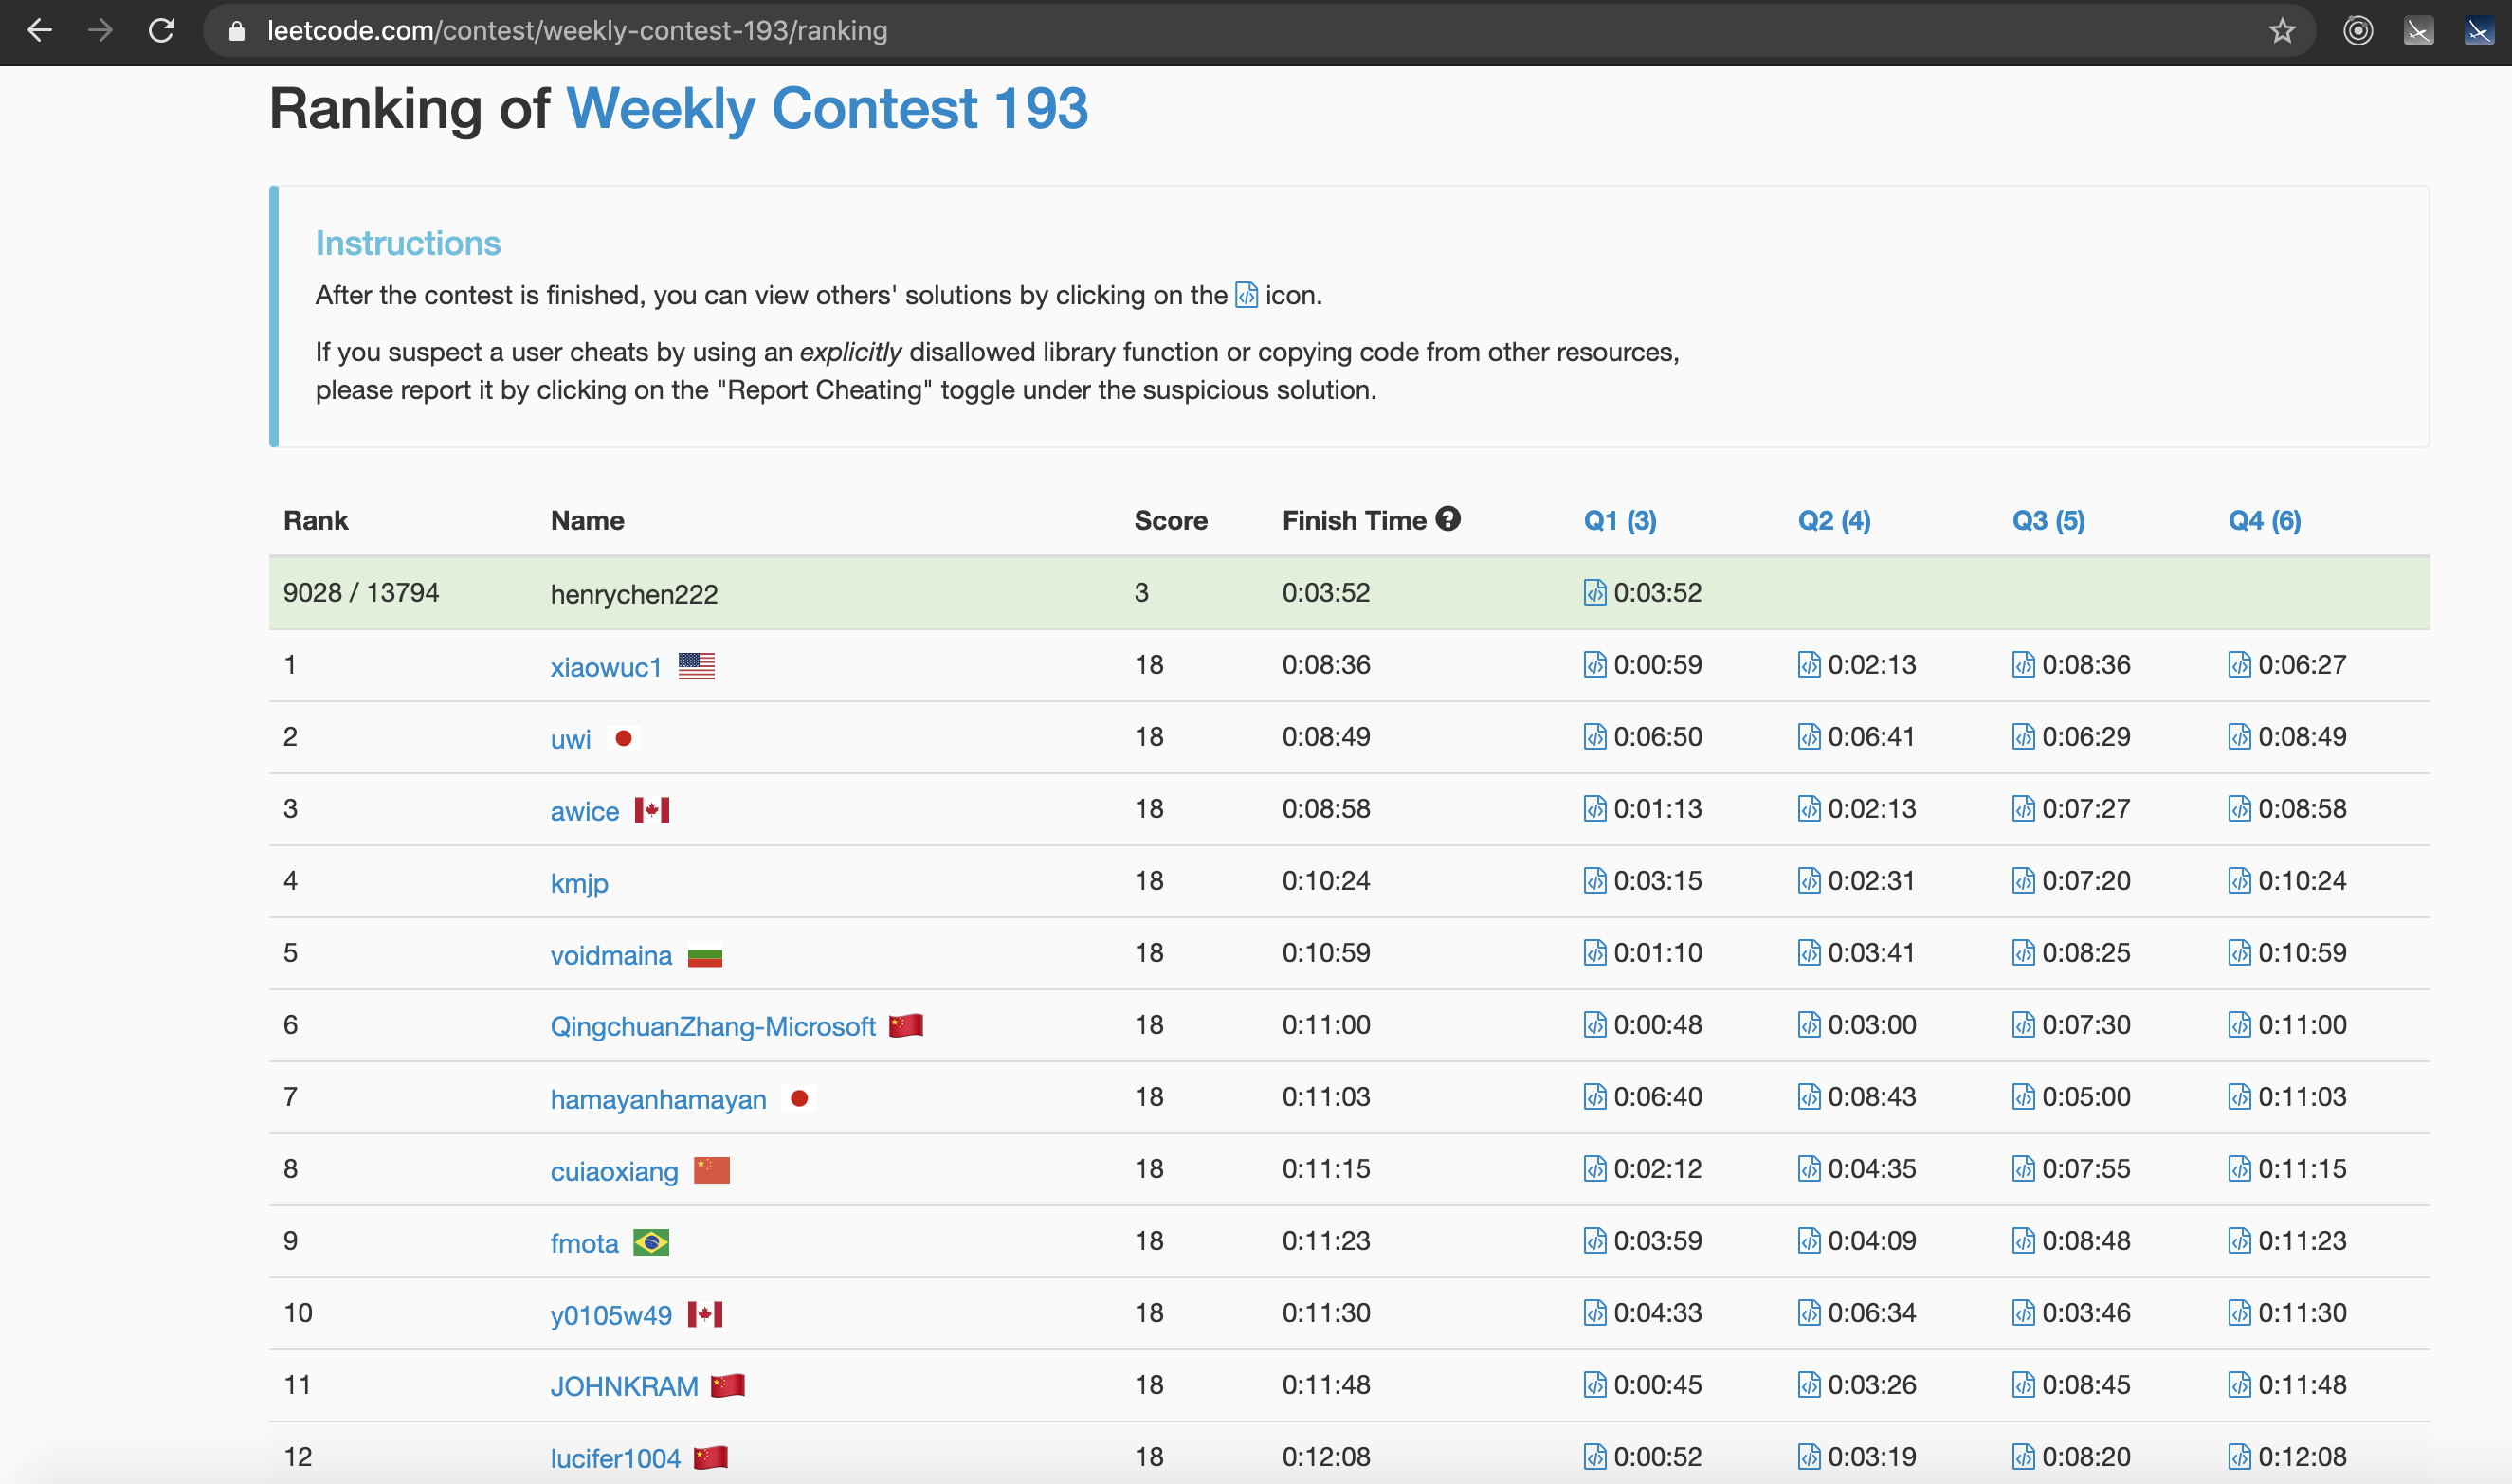 leetcode.com/contest/weekly-contest-193/ranking
Ranking of Weekly Contest 193
Instructions
After the contest is finished, you can view others' solutions by clicking on the icon.
If you suspect a user cheats by using an explicitly disallowed library function or copying code from other resources,
please report it by clicking on the "Report Cheating" toggle under the suspicious solution.
Rank Name Score Finish Time Q1 (3) Q2 (4) Q3 (5) Q4 (6)
9028 / 13794 henrychen222 3 0:03:52 0:03:52
1 xiaowuc1 18 0:08:36 0:00:59 0:02:13 0:08:36 0:06:27
2 uwi 18 0:08:49 0:06:50 0:06:41 0:06:29 0:08:49
3 awice 18 0:08:58 0:01:13 0:02:13 0:07:27 0:08:58
4 kmjp 18 0:10:24 0:03:15 0:02:31 0:07:20 0:10:24
5 voidmaina 18 0:10:59 0:01:10 0:03:41 0:08:25 0:10:59
6 QingchuanZhang-Microsoft 18 0:11:00 0:00:48 0:03:00 0:07:30 0:11:00
7 hamayanhamayan 18 0:11:03 0:06:40 0:08:43 0:05:00 0:11:03
8 cuiaoxiang 18 0:11:15 0:02:12 0:04:35 0:07:55 0:11:15
9 fmota 18 0:11:23 0:03:59 0:04:09 0:08:48 0:11:23
10 y0105w49 18 0:11:30 0:04:33 0:06:34 0:03:46 0:11:30
11 JOHNKRAM 18 0:11:48 0:00:45 0:03:26 0:08:45 0:11:48
12 lucifer1004 18 0:12:08 0:00:52 0:03:19 0:08:20 0:12:08